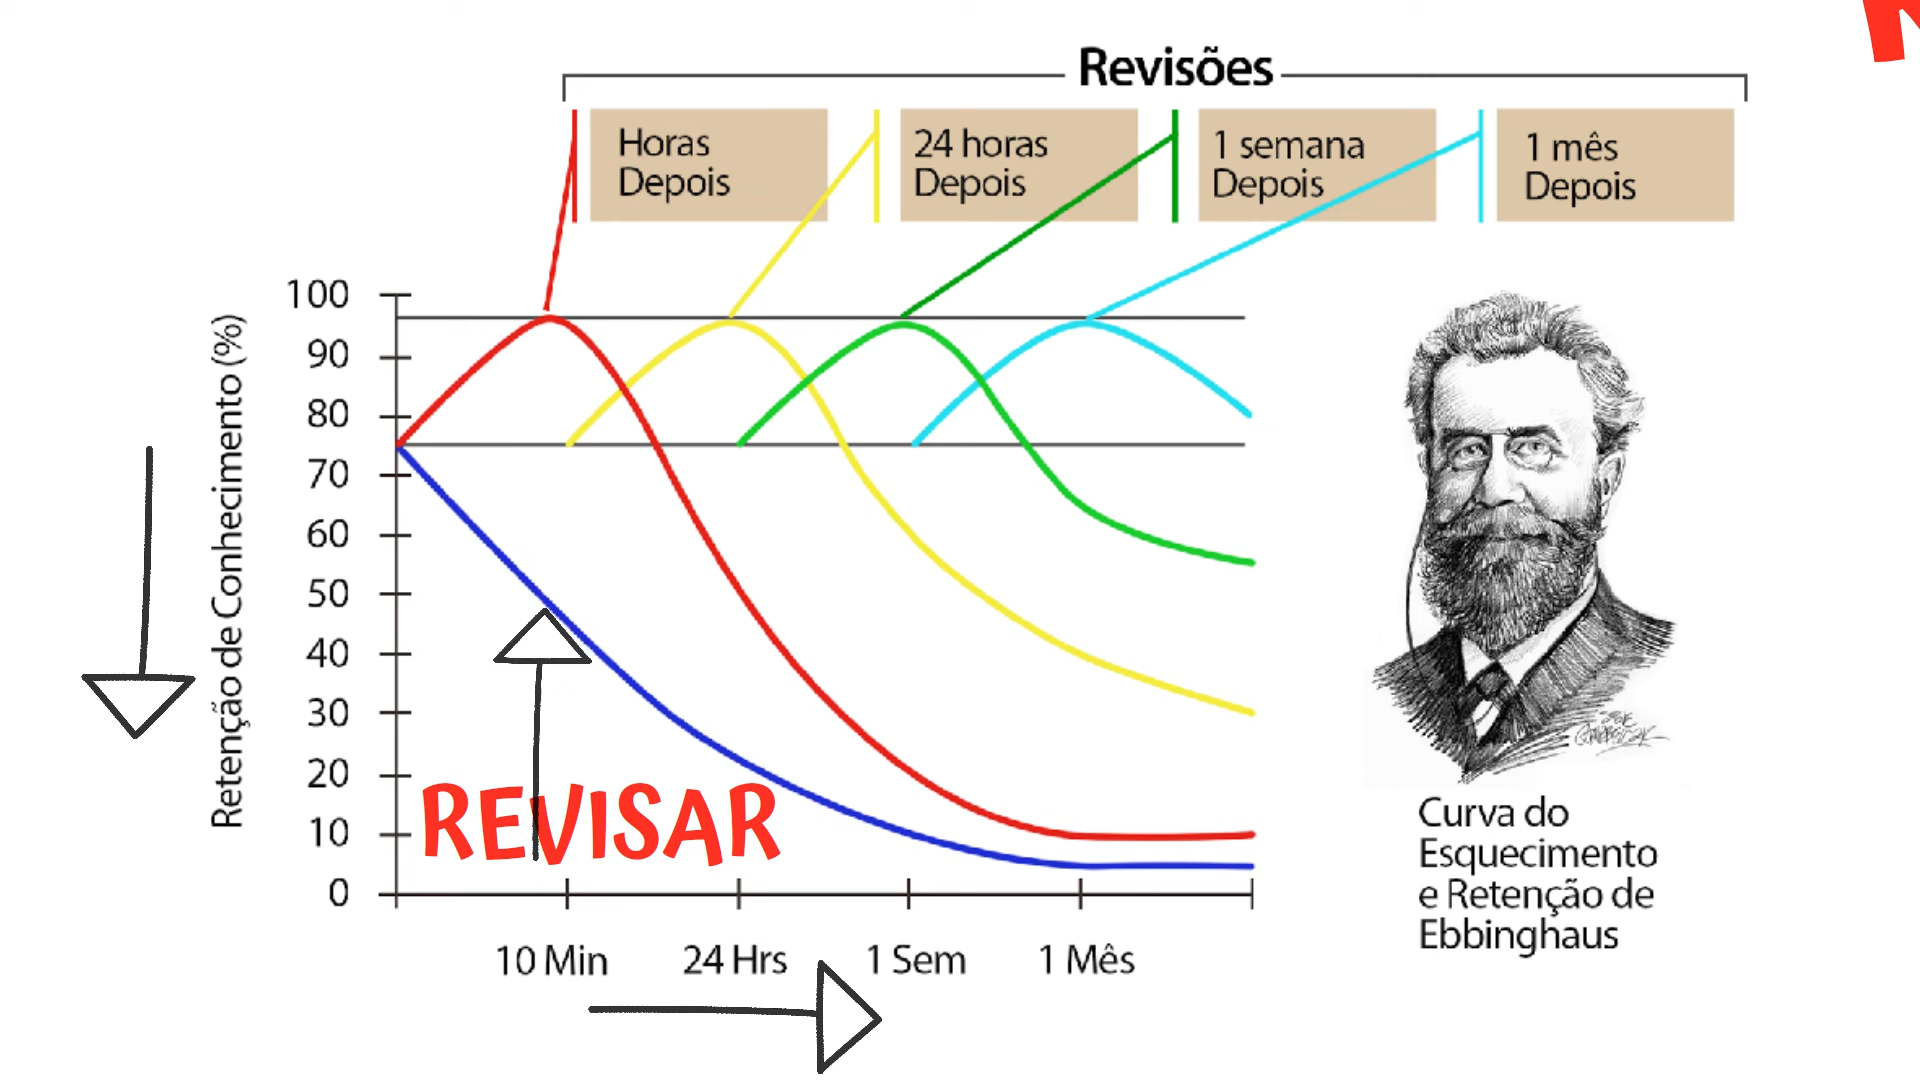 Revisões
Horas
Depois
24 horas
Depois
1 semana
Depois
1 mês
Depois
Retenção de Conhecimento (%)
100
90
80
70
60
50
40
30
20
10
0
REVISAR
10 Min
24 Hrs
1 Sem
1 Mês
Curva do
Esquecimento
e Retenção de
Ebbinghaus